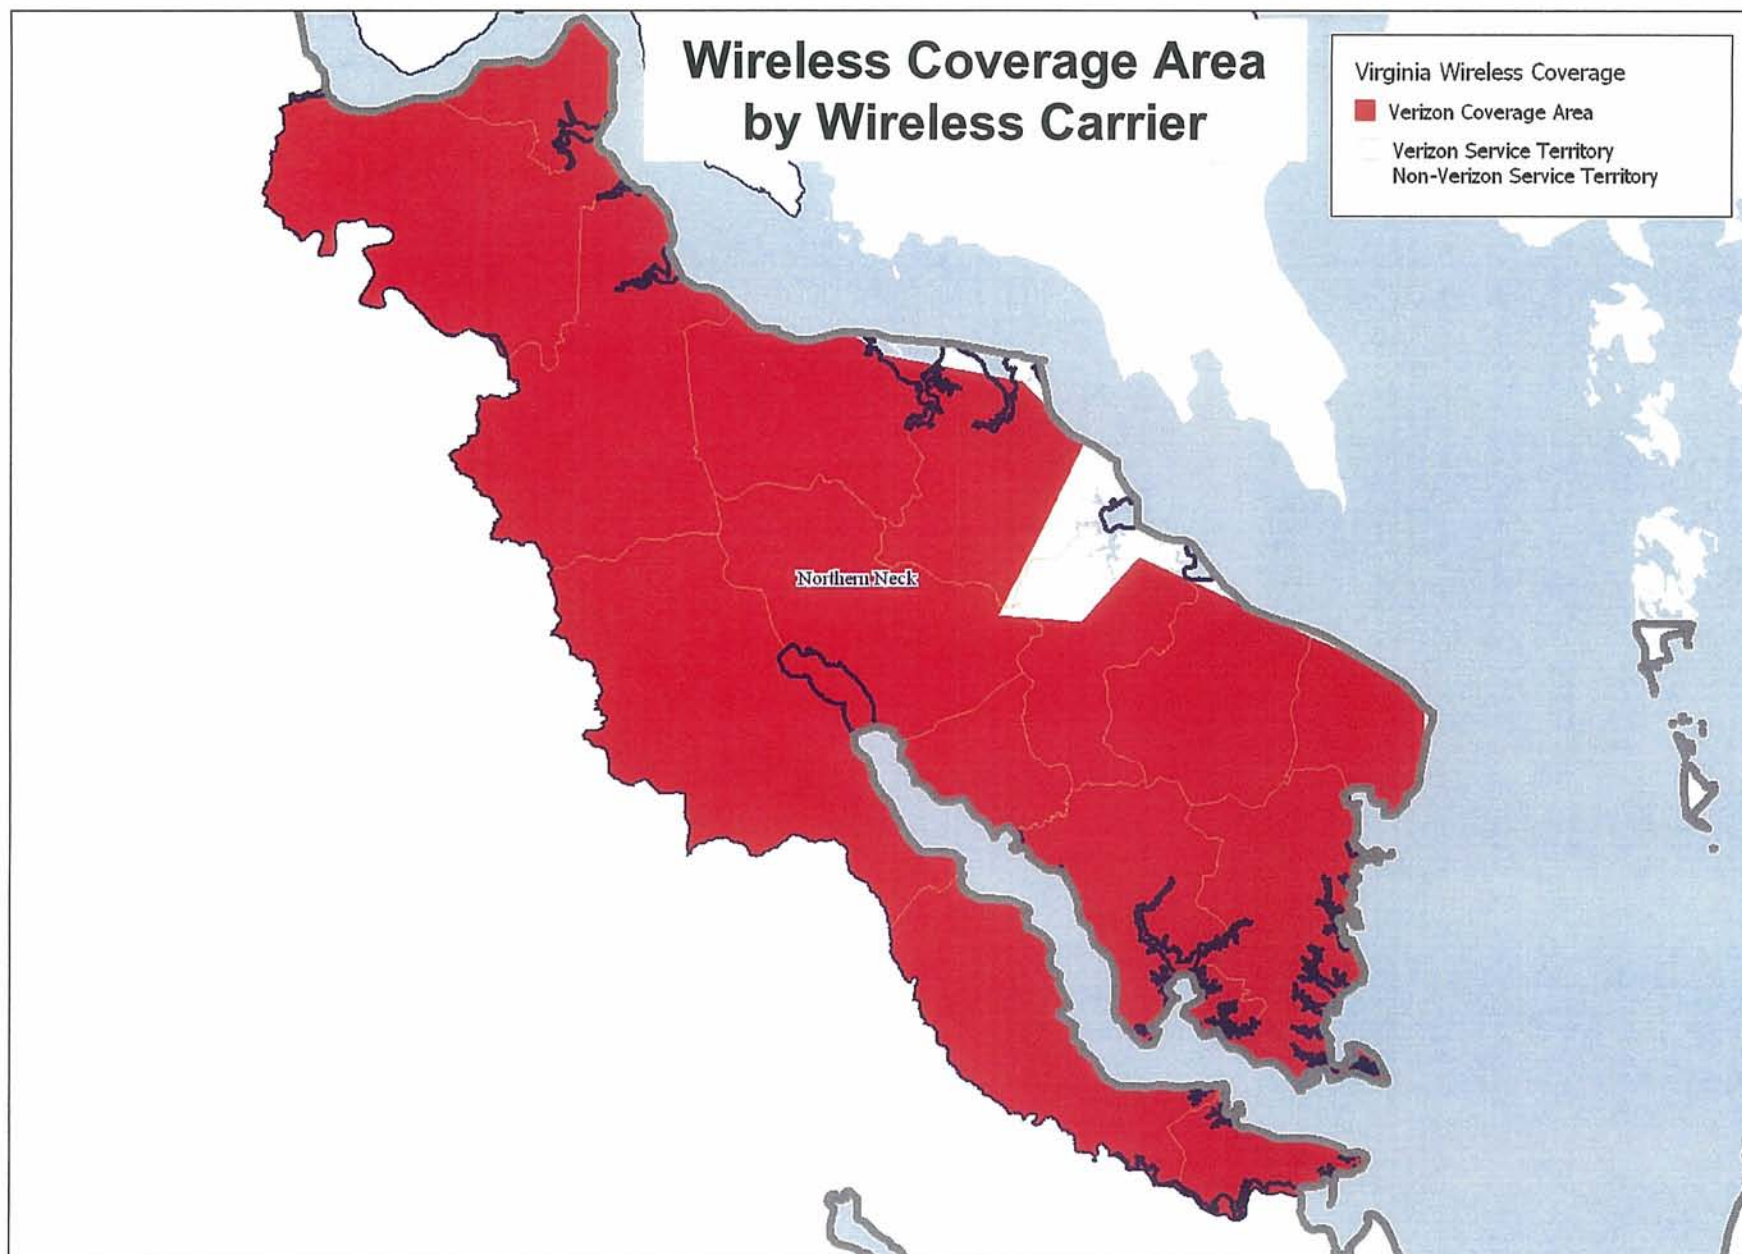 Wireless Coverage Area
by Wireless Carrier
Virginia Wireless Coverage
Verizon Coverage Area
Verizon Service Territory
Non-Verizon Service Territory
Northern Neck